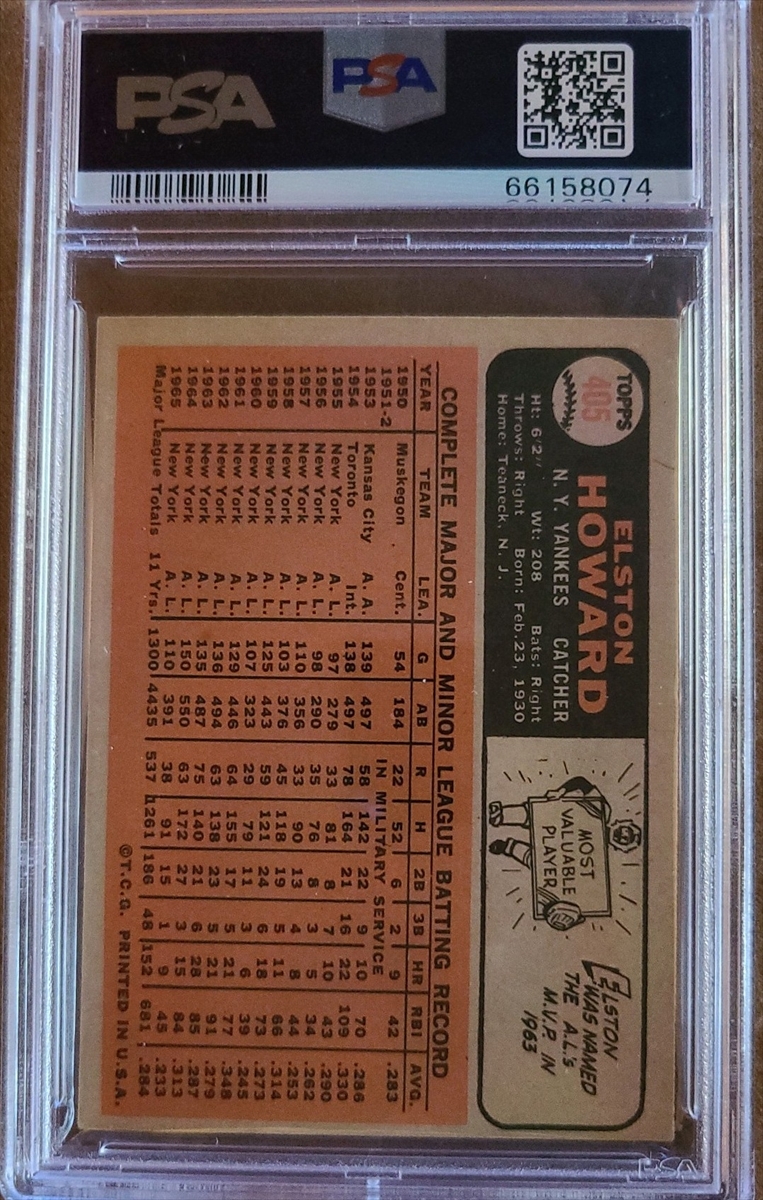 PSA
PSA
66158074
TOPPS
405
ELSTON
HOWARD
N. Y. YANKEES CATCHER
Ht: 6'2" Wt: 208 Bats: Right
Throws: Right Born: Feb. 23, 1930
Home: Teaneck, N. J.
MOST
VALUABLE
PLAYER
ELSTON
WAS NAMED
THE A.L.'s
M.V.P. IN
1963
COMPLETE MAJOR AND MINOR LEAGUE BATTING RECORD
YEAR TEAM LEA. G AB R H 2B 3B HR RBI AVG.
1950 Muskegon Cent. 54 184 22 52 6 2 9 42 .283
1951-2 IN MILITARY SERVICE
1953 Kansas City A. A. 139 497 58 142 22 9 10 70 .286
1954 Toronto Int. 138 497 78 164 21 16 22 109 .330
1955 New York A. L. 97 279 33 81 8 7 10 43 .290
1956 New York A. L. 98 290 35 76 8 3 5 34 .262
1957 New York A. L. 110 356 33 90 13 4 8 44 .253
1958 New York A. L. 103 376 45 118 19 5 11 66 .314
1959 New York A. L. 125 443 59 121 24 6 18 73 .273
1960 New York A. L. 107 323 29 79 11 3 6 39 .245
1961 New York A. L. 129 446 64 155 17 5 21 77 .348
1962 New York A. L. 136 494 63 138 23 5 21 91 .279
1963 New York A. L. 135 487 75 140 21 6 28 85 .287
1964 New York A. L. 150 550 63 172 27 3 15 84 .313
1965 New York A. L. 110 391 38 91 15 1 9 45 .233
Major League Totals 11 Yrs. 1300 4435 537 1261 186 48 152 681 .284
©T.C.G. PRINTED IN U.S.A.
PSA